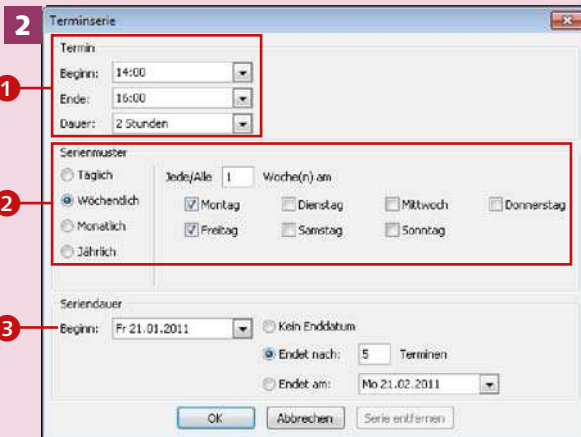 2
Terminserie
Termin
1
Beginn: 14:00
Ende: 16:00
Dauer: 2 Stunden
Serienmuster
Täglich Jede/Alle 1 Woche(n) am
2
Wöchentlich Montag Dienstag Mittwoch Donnerstag
Monatlich Freitag Samstag Sonntag
Jährlich
Seriendauer
3
Beginn: Fr 21.01.2011 Kein Enddatum
Endet nach: 5 Terminen
Endet am: Mo 21.02.2011
OK Abbrechen Serie entfernen